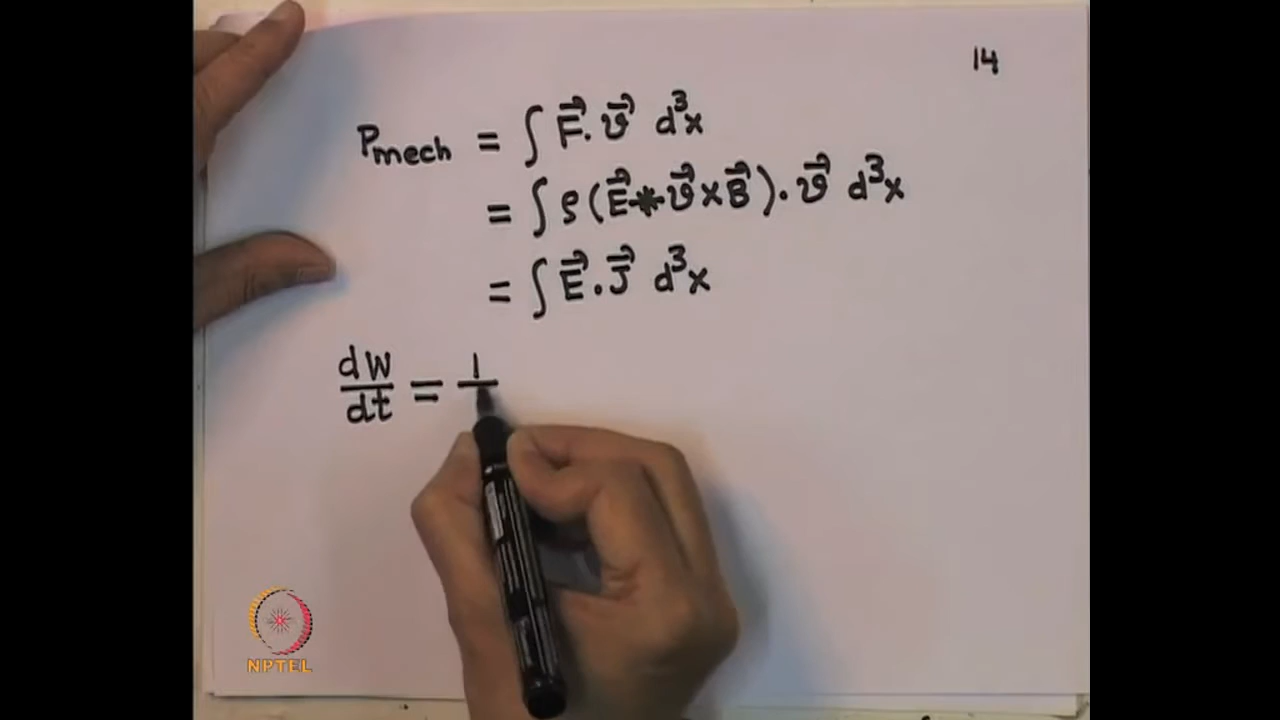 14
P_mech = ∫ F⃗ . v⃗ d³x
= ∫ ρ ( E⃗ + v⃗ × B⃗ ) . v⃗ d³x
= ∫ E⃗ . J⃗ d³x
dW/dt = 1/
NPTEL